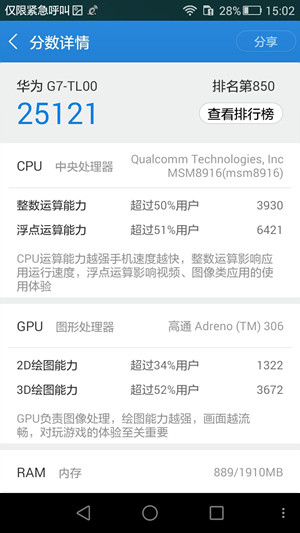 仅限紧急呼叫 28% 15:02
分数详情 分享
华为 G7-TL00 排名第850
25121 查看排行榜
CPU 中央处理器 Qualcomm Technologies, Inc
MSM8916(msm8916)
整数运算能力 超过50%用户 3930
浮点运算能力 超过51%用户 6421
CPU运算能力越强手机速度越快，整数运算影响应
用运行速度，浮点运算影响视频、图像类应用的使
用体验
GPU 图形处理器 高通 Adreno (TM) 306
2D绘图能力 超过34%用户 1322
3D绘图能力 超过52%用户 3672
GPU负责图像处理，绘图能力越强，画面越流
畅，对玩游戏的体验至关重要
RAM 内存 889/1910MB